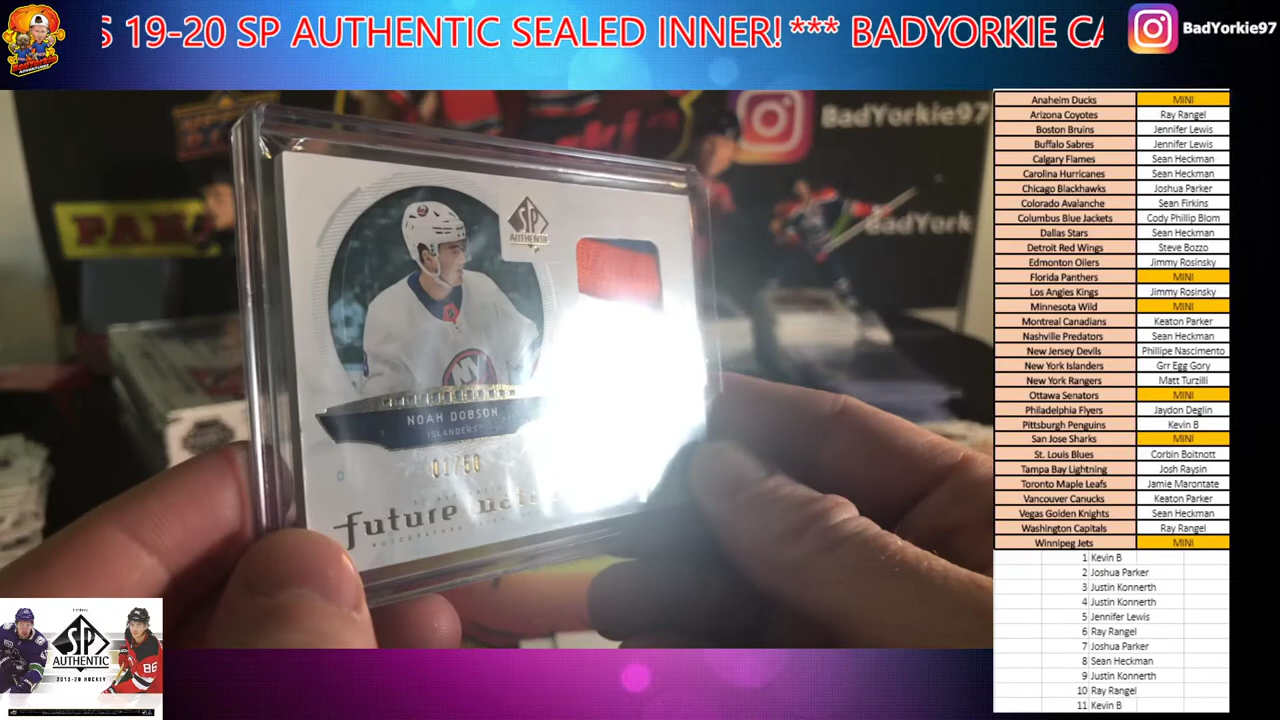 S 19-20 SP AUTHENTIC SEALED INNER! *** BADYORKIE CA
BadYorkie97
BadYorkie97
BadYork
SP
AUTHENTIC
NY
NOAH DOBSON
ISLANDERS
01/50
future
SP
AUTHENTIC
2019-20 HOCKEY
Anaheim Ducks MINI
Arizona Coyotes Ray Rangel
Boston Bruins Jennifer Lewis
Buffalo Sabres Jennifer Lewis
Calgary Flames Sean Heckman
Carolina Hurricanes Sean Heckman
Chicago Blackhawks Joshua Parker
Colorado Avalanche Sean Firkins
Columbus Blue Jackets Cody Phillip Blom
Dallas Stars Sean Heckman
Detroit Red Wings Steve Bozzo
Edmonton Oilers Jimmy Rosinsky
Florida Panthers MINI
Los Angles Kings Jimmy Rosinsky
Minnesota Wild MINI
Montreal Canadians Keaton Parker
Nashville Predators Sean Heckman
New Jersey Devils Phillipe Nascimento
New York Islanders Grr Egg Gory
New York Rangers Matt Turzilli
Ottawa Senators MINI
Philadelphia Flyers Jaydon Deglin
Pittsburgh Penguins Kevin B
San Jose Sharks MINI
St. Louis Blues Corbin Boitnott
Tampa Bay Lightning Josh Raysin
Toronto Maple Leafs Jamie Marontate
Vancouver Canucks Keaton Parker
Vegas Golden Knights Sean Heckman
Washington Capitals Ray Rangel
Winnipeg Jets MINI
1 Kevin B
2 Joshua Parker
3 Justin Konnerth
4 Justin Konnerth
5 Jennifer Lewis
6 Ray Rangel
7 Joshua Parker
8 Sean Heckman
9 Justin Konnerth
10 Ray Rangel
11 Kevin B